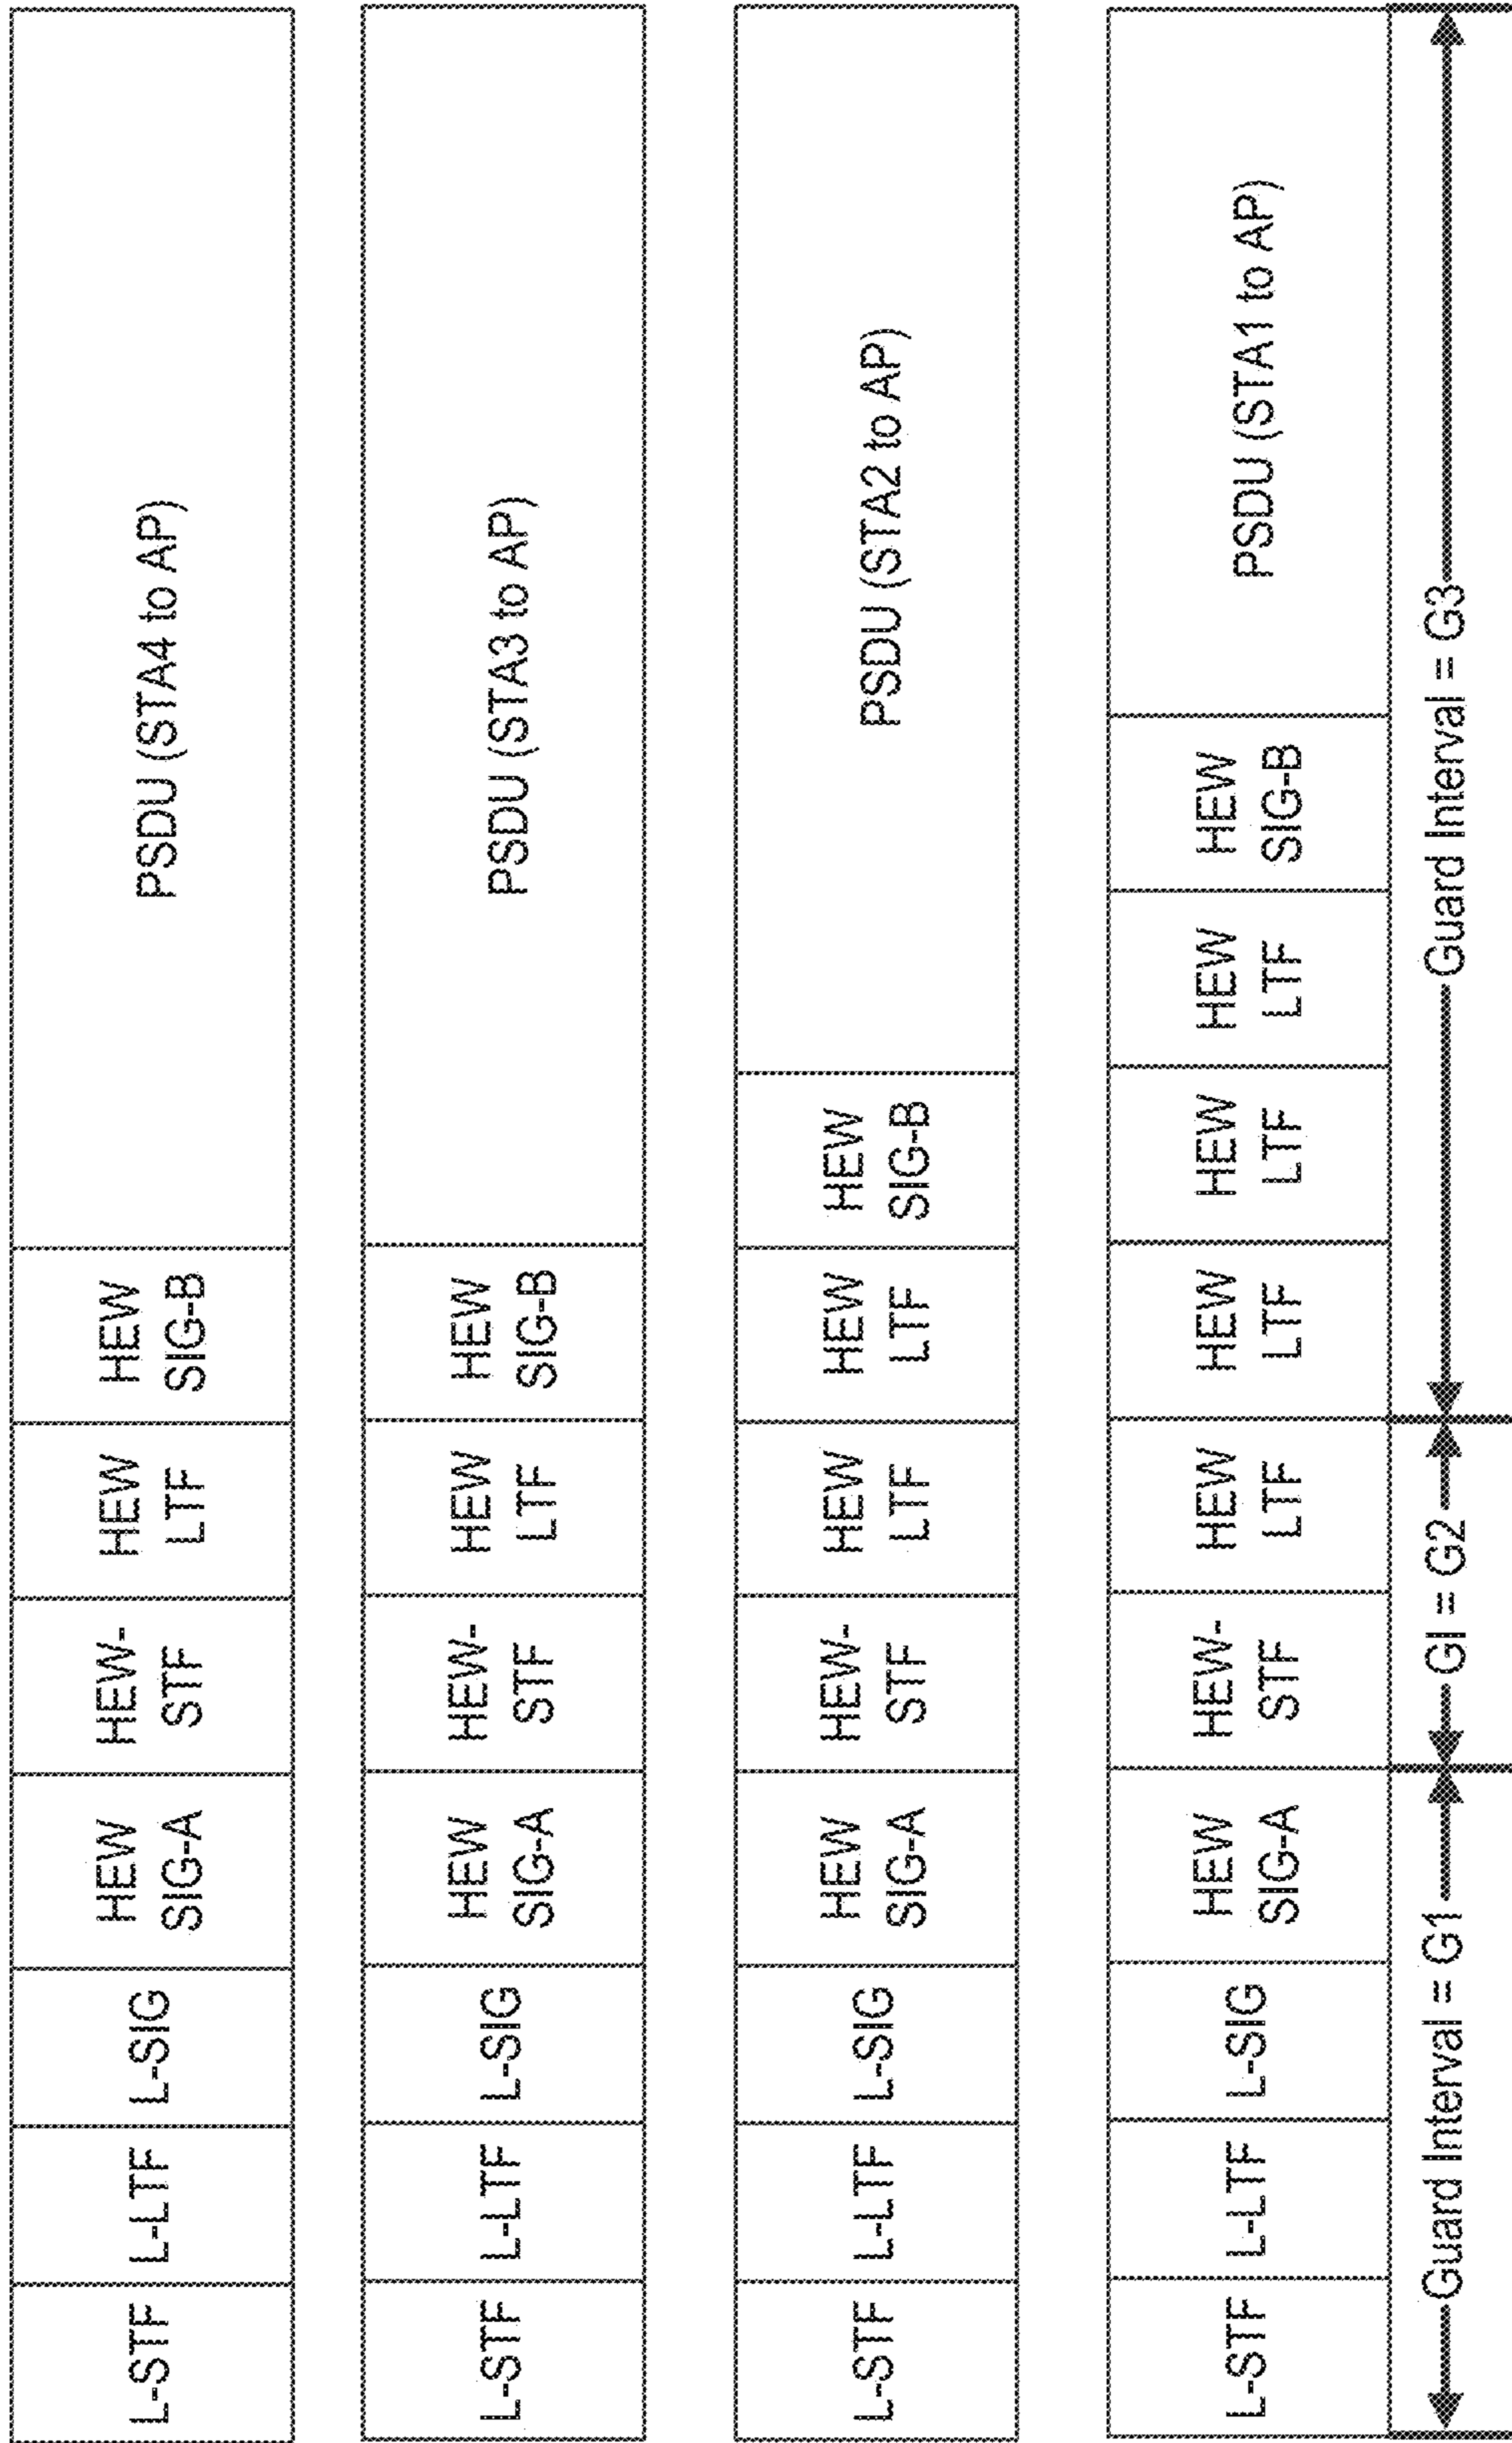 L-STF
L-LTF
L-SIG
HEW
SIG-A
HEW-
STF
HEW
LTF
HEW
SIG-B
PSDU (STA4 to AP)
L-STF
L-LTF
L-SIG
HEW
SIG-A
HEW-
STF
HEW
LTF
HEW
SIG-B
PSDU (STA3 to AP)
L-STF
L-LTF
L-SIG
HEW
SIG-A
HEW-
STF
HEW
LTF
HEW
LTF
HEW
SIG-B
PSDU (STA2 to AP)
L-STF
L-LTF
L-SIG
HEW
SIG-A
HEW-
STF
HEW
LTF
HEW
LTF
HEW
LTF
HEW
LTF
HEW
SIG-B
PSDU (STA1 to AP)
Guard Interval = G1
GI = G2
Guard Interval = G3